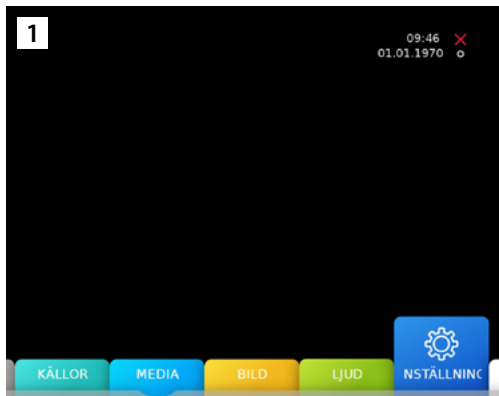 1
09:46
01.01.1970
KÄLLOR
MEDIA
BILD
LJUD
NSTÄLLNING